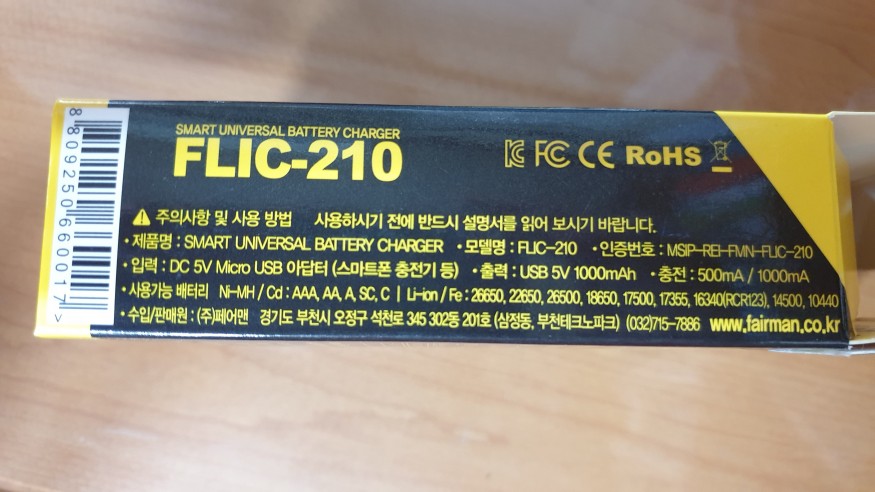 SMART UNIVERSAL BATTERY CHARGER
FLIC-210
FC CE RoHS
주의사항 및 사용 방법 사용하시기 전에 반드시 설명서를 읽어 보시기 바랍니다.
• 제품명 : SMART UNIVERSAL BATTERY CHARGER • 모델명 : FLIC-210 • 인증번호 : MSIP-REI-FMN-FLIC-210
• 입력 : DC 5V Micro USB 아답터 (스마트폰 충전기 등) • 출력 : USB 5V 1000mAh • 충전 : 500mA / 1000mA
• 사용가능 배터리 Ni-MH / Cd : AAA, AA, A, SC, C | Li-ion / Fe : 26650, 22650, 26500, 18650, 17500, 17355, 16340(RCR123), 14500, 10440
• 수입/판매원 : (주)페어맨 경기도 부천시 오정구 석천로 345 302동 201호 (삼정동, 부천테크노파크) (032)715-7886 www.fairman.co.kr
8 809250 660017 >